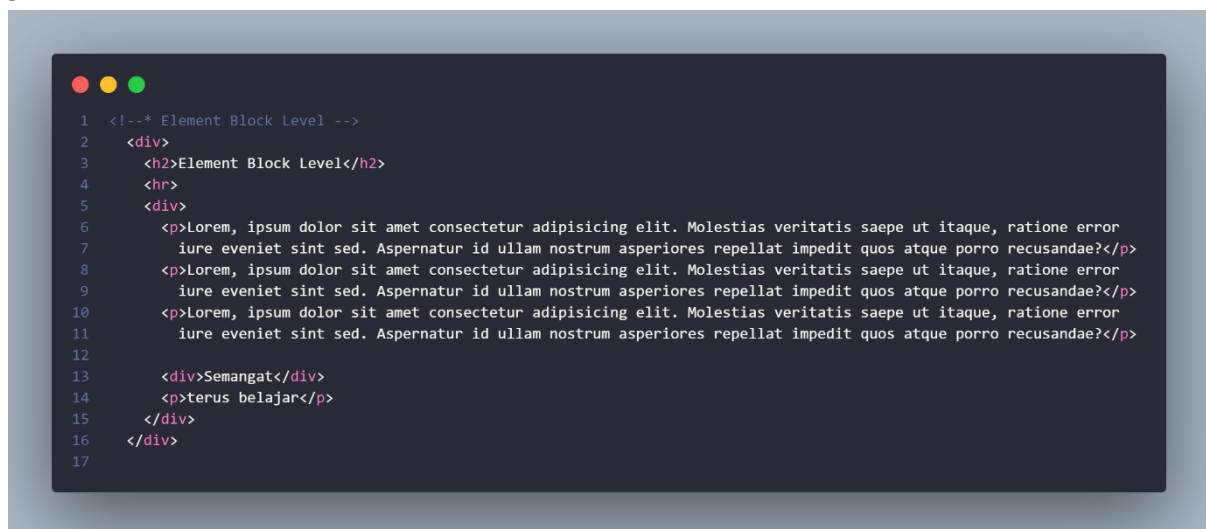 1 <!--* Element Block Level -->
2 <div>
3 <h2>Element Block Level</h2>
4 <hr>
5 <div>
6 <p>Lorem, ipsum dolor sit amet consectetur adipisicing elit. Molestias veritatis saepe ut itaque, ratione error
7 iure eveniet sint sed. Aspernatur id ullam nostrum asperiores repellat impedit quos atque porro recusandae?</p>
8 <p>Lorem, ipsum dolor sit amet consectetur adipisicing elit. Molestias veritatis saepe ut itaque, ratione error
9 iure eveniet sint sed. Aspernatur id ullam nostrum asperiores repellat impedit quos atque porro recusandae?</p>
10 <p>Lorem, ipsum dolor sit amet consectetur adipisicing elit. Molestias veritatis saepe ut itaque, ratione error
11 iure eveniet sint sed. Aspernatur id ullam nostrum asperiores repellat impedit quos atque porro recusandae?</p>
12
13 <div>Semangat</div>
14 <p>terus belajar</p>
15 </div>
16 </div>
17